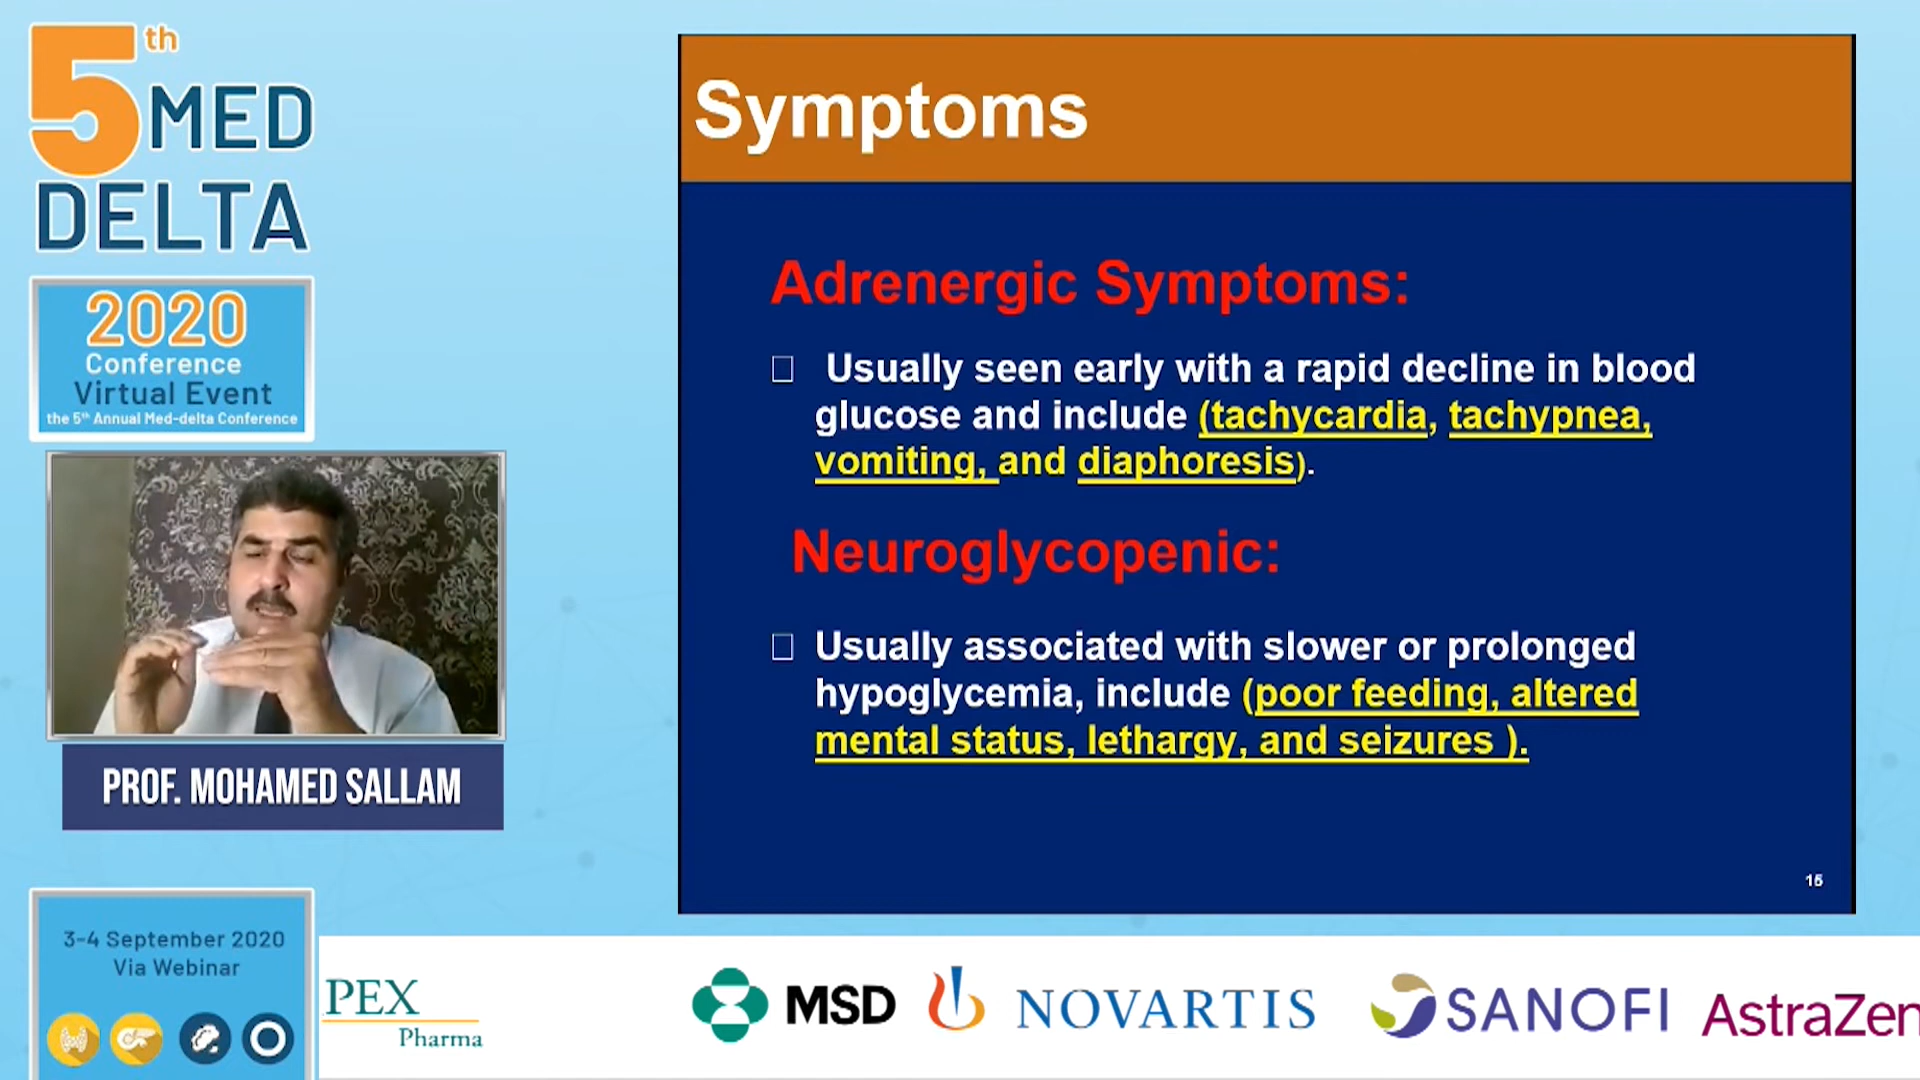 5th
MED
DELTA
2020
Conference
Virtual Event
the 5th Annual Med-delta Conference
PROF. MOHAMED SALLAM
3-4 September 2020
Via Webinar
Symptoms
Adrenergic Symptoms:
Usually seen early with a rapid decline in blood
glucose and include (tachycardia, tachypnea,
vomiting, and diaphoresis).
Neuroglycopenic:
Usually associated with slower or prolonged
hypoglycemia, include (poor feeding, altered
mental status, lethargy, and seizures ).
PEX
Pharma
MSD
NOVARTIS
SANOFI
AstraZen